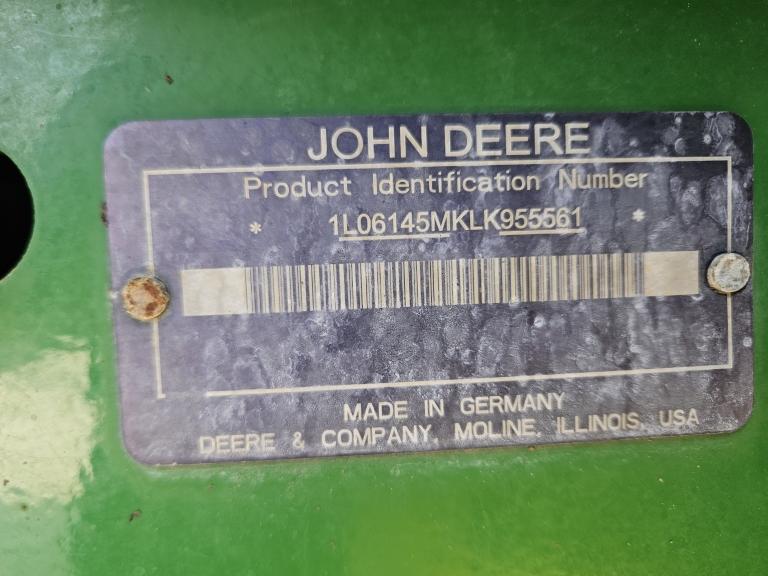 JOHN DEERE
Product Identification Number
* 1L06145MKLK955561 *
MADE IN GERMANY
DEERE & COMPANY, MOLINE, ILLINOIS, USA